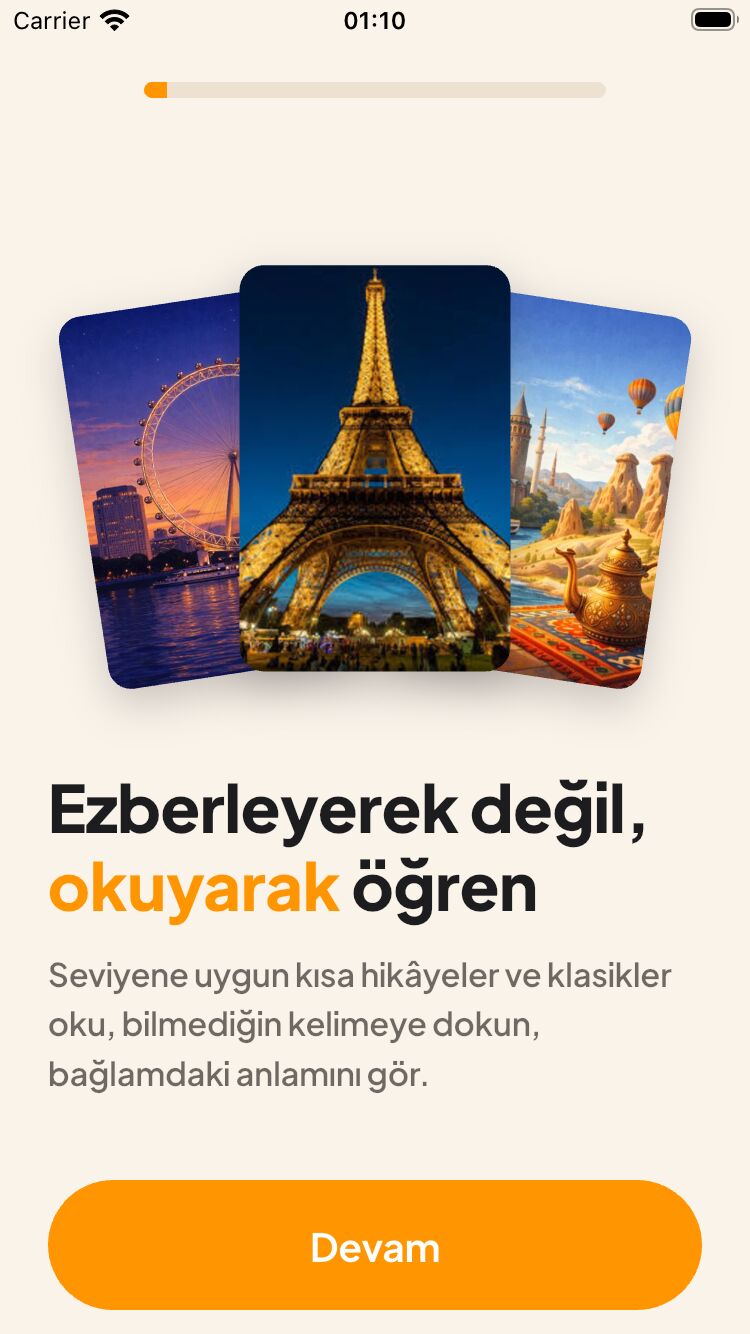 Carrier 01:10
Ezberleyerek değil,
okuyarak öğren
Seviyene uygun kısa hikâyeler ve klasikler
oku, bilmediğin kelimeye dokun,
bağlamdaki anlamını gör.
Devam